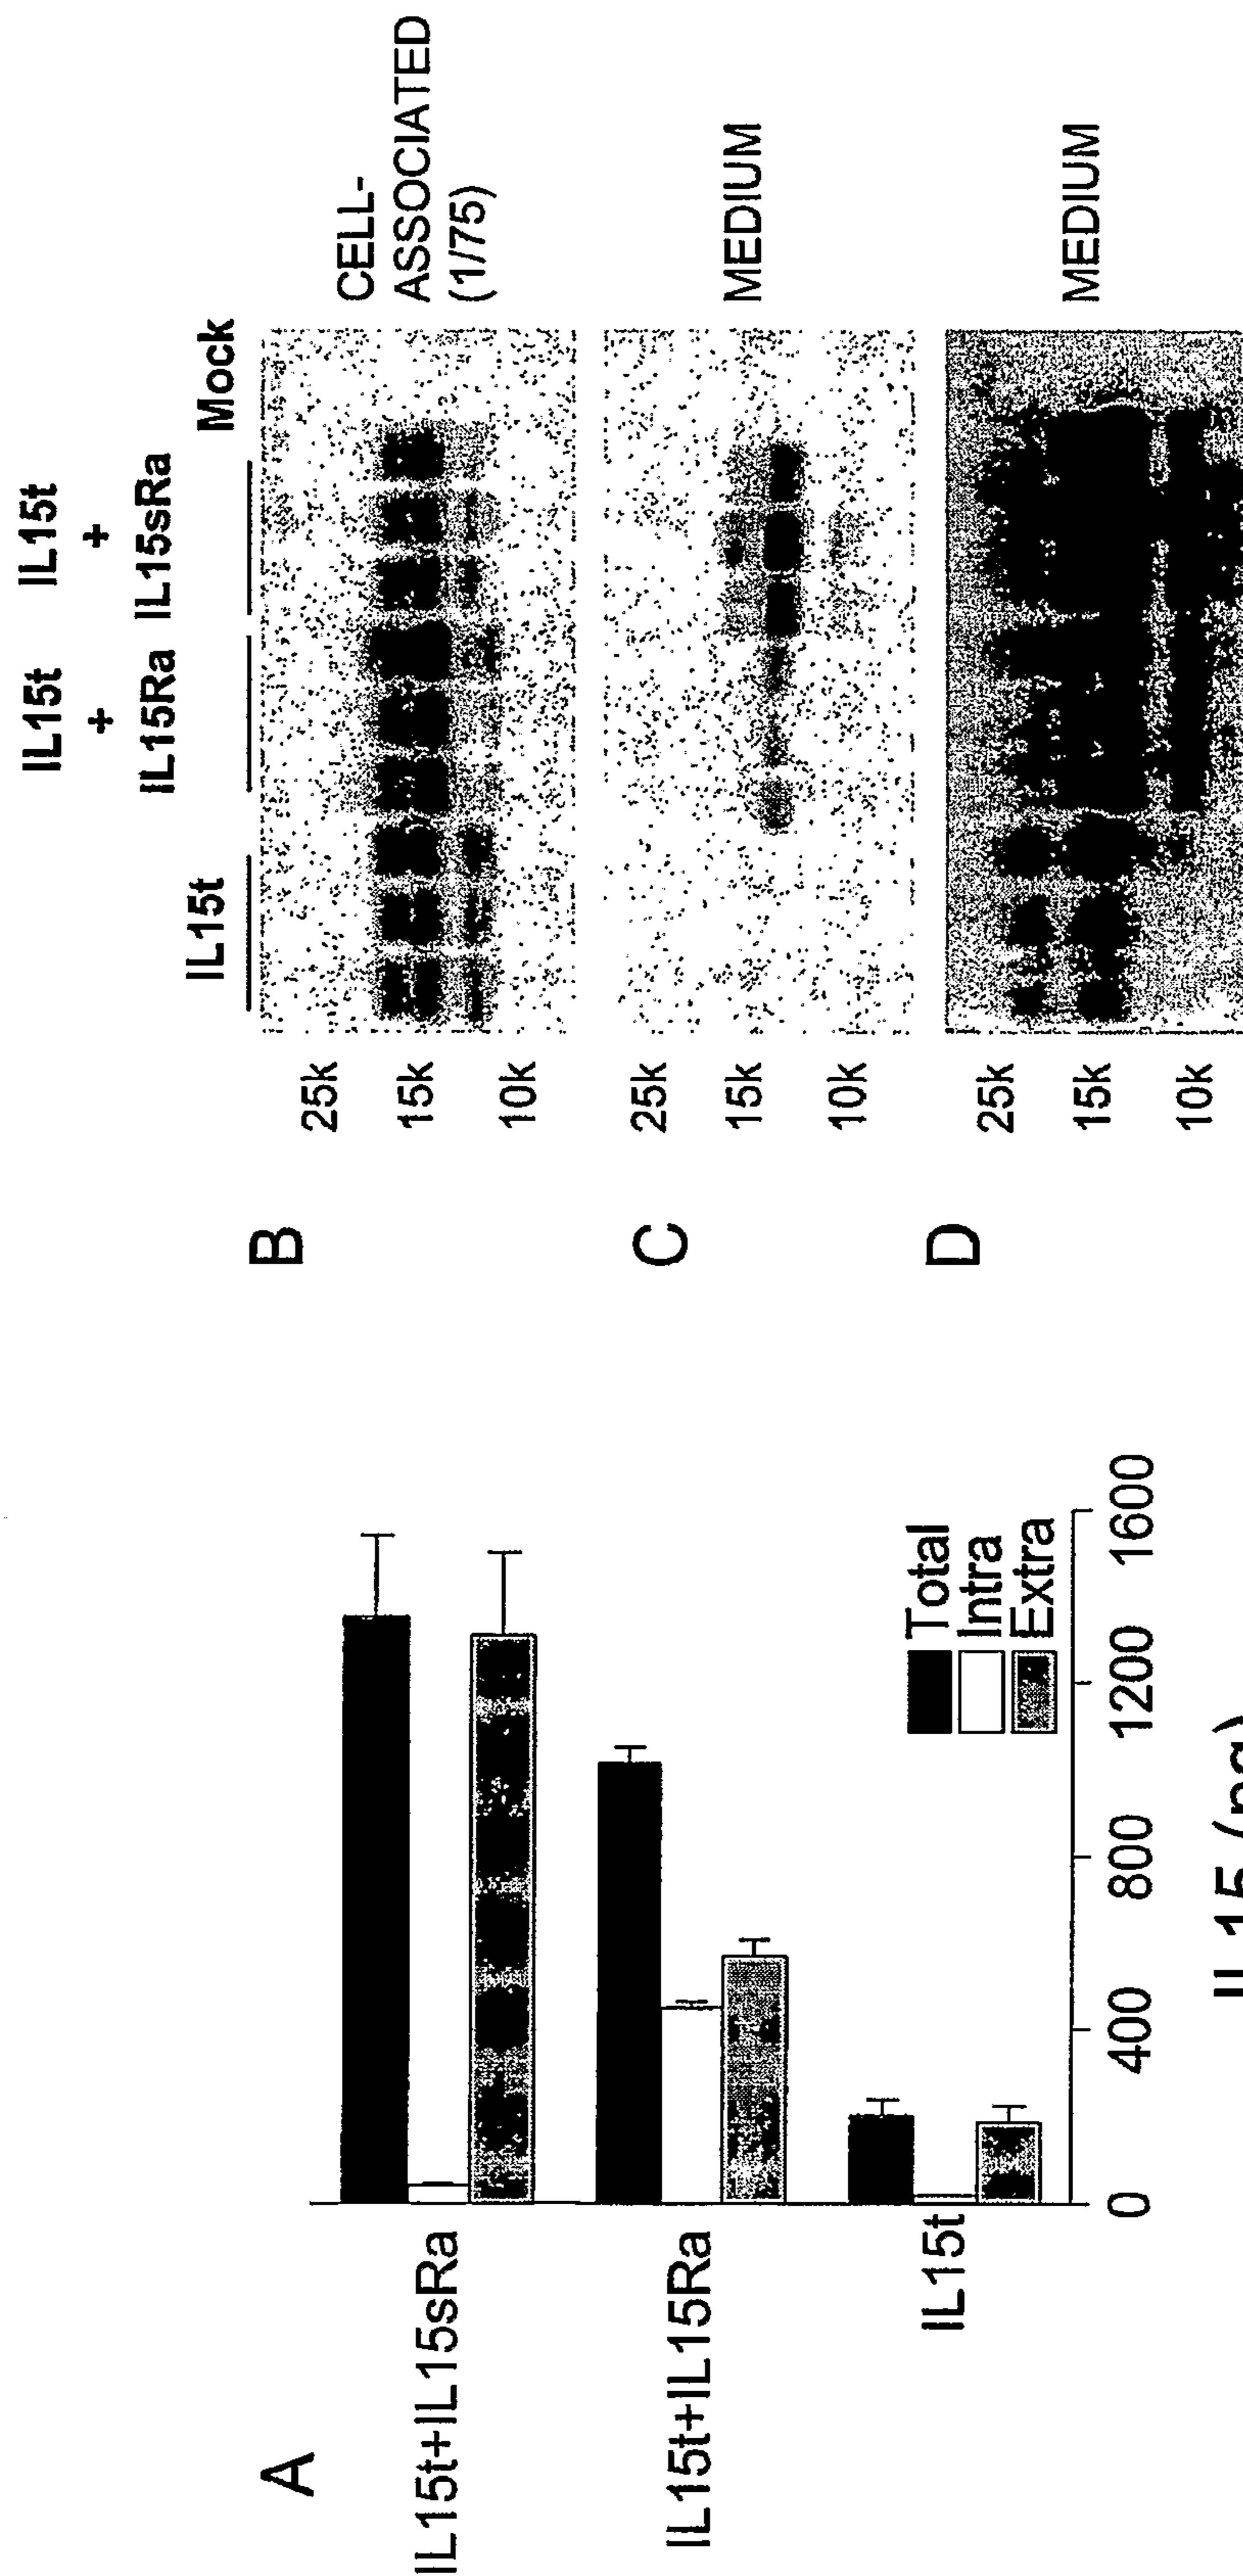 A
IL15t+IL15sRa
IL15t+IL15Ra
IL15t
Total
Intra
Extra
0 400 800 1200 1600
IL15t IL15t
+ +
IL15t IL15Ra IL15sRa Mock
B
25k
15k
10k
CELL-
ASSOCIATED
(1/75)
C
25k
15k
10k
MEDIUM
D
25k
15k
10k
MEDIUM